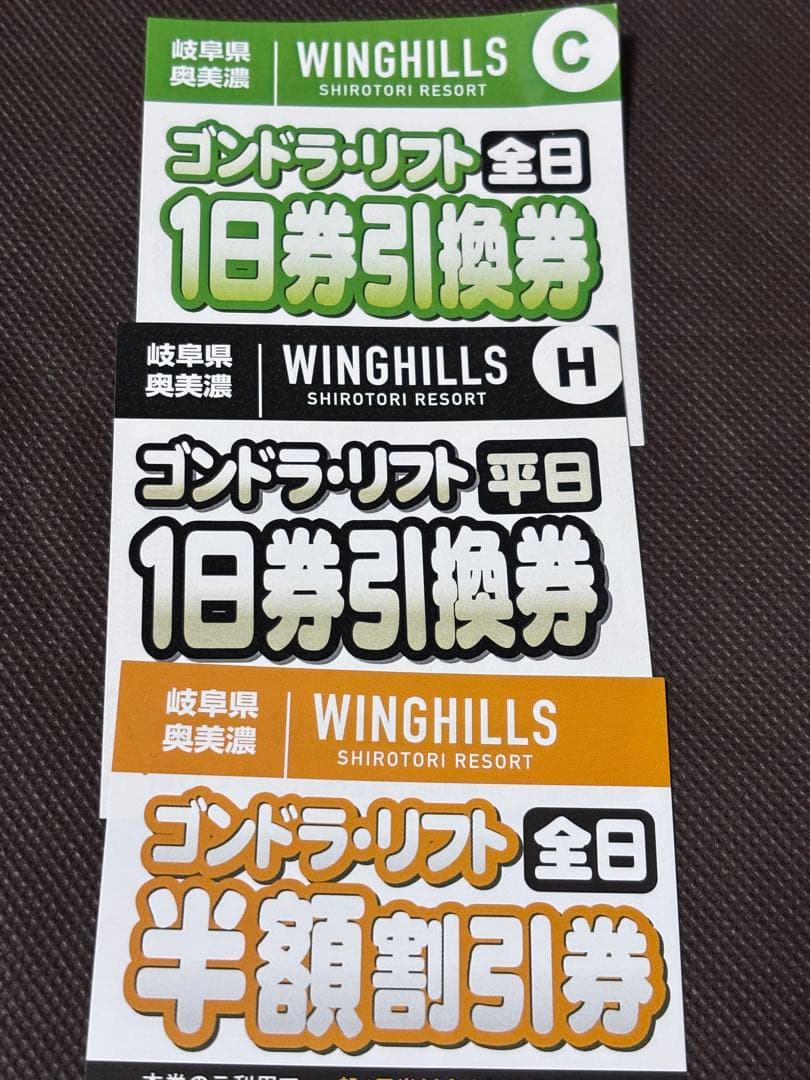 岐阜県
奥美濃
WINGHILLS
SHIROTORI RESORT
C
ゴンドラ・リフト 全日
1日券引換券
岐阜県
奥美濃
WINGHILLS
SHIROTORI RESORT
H
ゴンドラ・リフト 平日
1日券引換券
岐阜県
奥美濃
WINGHILLS
SHIROTORI RESORT
ゴンドラ・リフト 全日
半額割引券